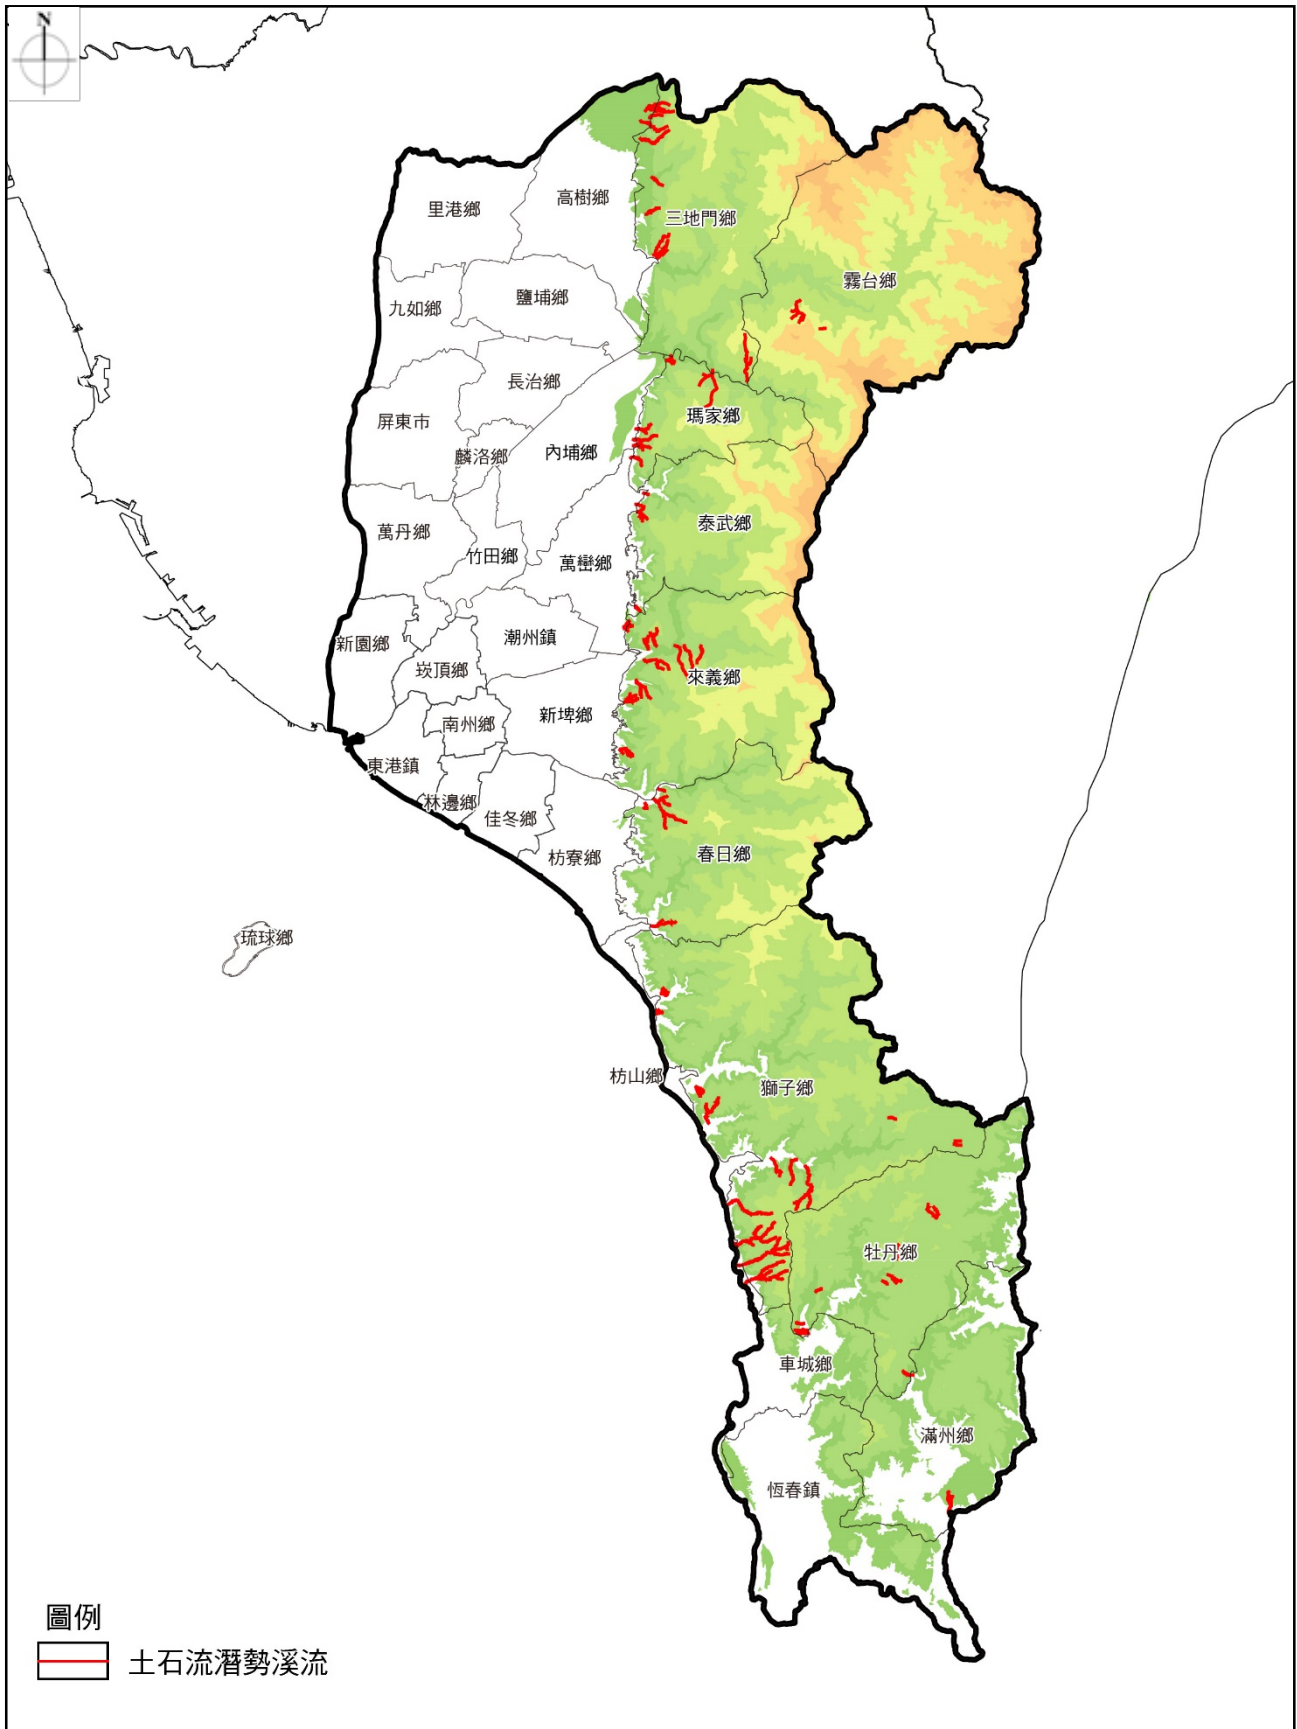 N
高樹鄉
里港鄉
三地門鄉
霧台鄉
鹽埔鄉
九如鄉
長治鄉
瑪家鄉
屏東市
內埔鄉
麟洛鄉
泰武鄉
萬丹鄉
竹田鄉
萬巒鄉
潮州鎮
新園鄉
崁頂鄉
來義鄉
新埤鄉
南州鄉
東港鎮
林邊鄉
佳冬鄉
春日鄉
枋寮鄉
琉球鄉
枋山鄉
獅子鄉
牡丹鄉
車城鄉
滿州鄉
恆春鎮
圖例
土石流潛勢溪流